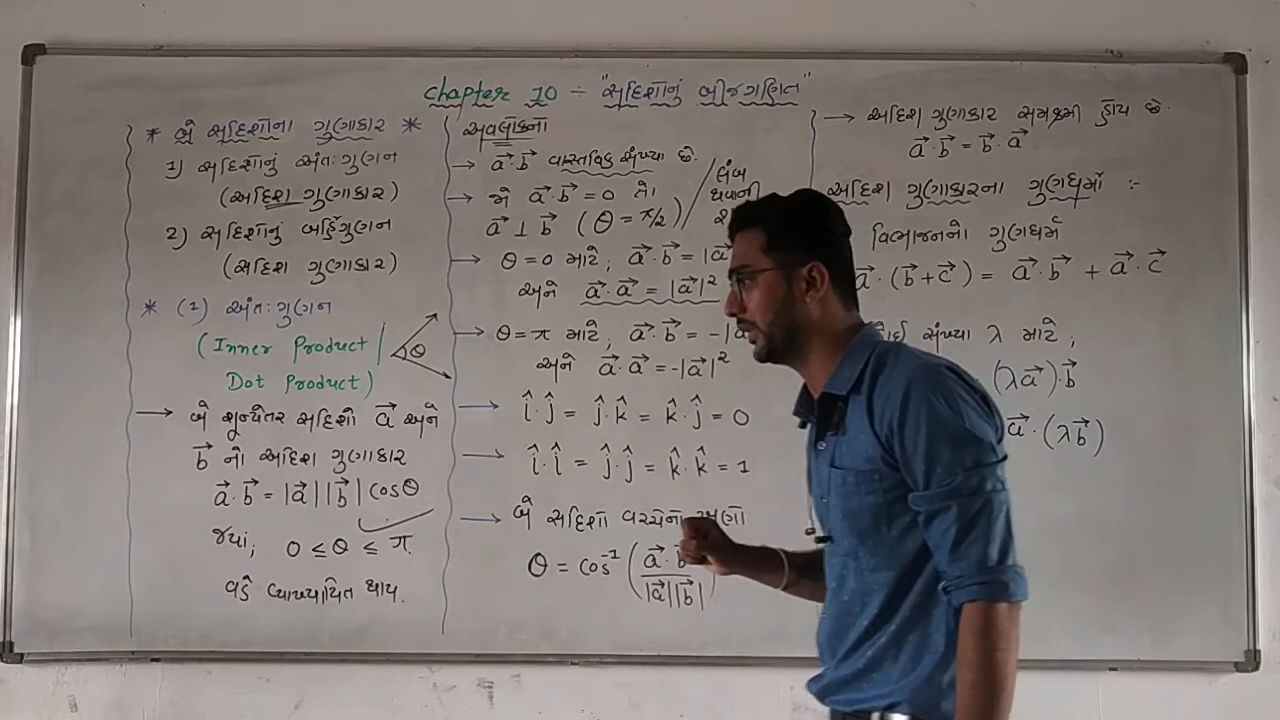 chapter 10 ÷ "સદિશોનું બીજગણિત"
* બે સદિશોના ગુણાકાર *
1) સદિશોનું અંતઃગુણન
(અદિશ ગુણાકાર)
2) સદિશોનું બહિર્ગુણન
(સદિશ ગુણાકાર)
* (1) અંતઃગુણન
(Inner Product |
Dot Product)
θ
→ બે શૂન્યેતર સદિશો a⃗ અને
b⃗ નો અદિશ ગુણાકાર
a⃗·b⃗ = |a⃗||b⃗| cosθ
જ્યાં, 0 ≤ θ ≤ π.
વડે વ્યાખ્યાયિત થાય.
અવલોકનો
→ a⃗·b⃗ વાસ્તવિક સંખ્યા છે.
→ જો a⃗·b⃗ = 0 તો
a⃗ ⊥ b⃗ (θ = π/2)
લંબ
થવાની
→ θ = 0 માટે, a⃗·b⃗ = |a⃗
અને a⃗·a⃗ = |a⃗|²
→ θ = π માટે, a⃗·b⃗ = -|a
અને a⃗·a⃗ = -|a⃗|²
→ î·ĵ = ĵ·k̂ = k̂·ĵ = 0
→ î·î = ĵ·ĵ = k̂·k̂ = 1
→ બે સદિશો વચ્ચેનો ખૂણો
θ = cos⁻¹ (a⃗·b / |a⃗||b⃗|)
→ અદિશ ગુણાકાર સમક્રમી હોય છે.
a⃗·b⃗ = b⃗·a⃗
અદિશ ગુણાકારના ગુણધર્મો :-
વિભાજનનો ગુણધર્મ
a⃗·(b⃗+c⃗) = a⃗·b⃗ + a⃗·c⃗
સંખ્યા λ માટે,
(λa⃗)·b⃗
a⃗·(λb⃗)